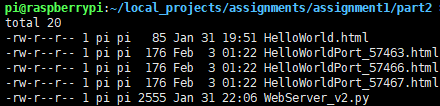 pi@raspberrypi:~/local_projects/assignments/assignment1/part2
total 20
-rw-r--r-- 1 pi pi   85 Jan 31 19:51 HelloWorld.html
-rw-r--r-- 1 pi pi  176 Feb  3 01:22 HelloWorldPort_57463.html
-rw-r--r-- 1 pi pi  176 Feb  3 01:22 HelloWorldPort_57466.html
-rw-r--r-- 1 pi pi  176 Feb  3 01:22 HelloWorldPort_57468.html
-rw-r--r-- 1 pi pi 2555 Jan 31 22:06 WebServer_v2.py